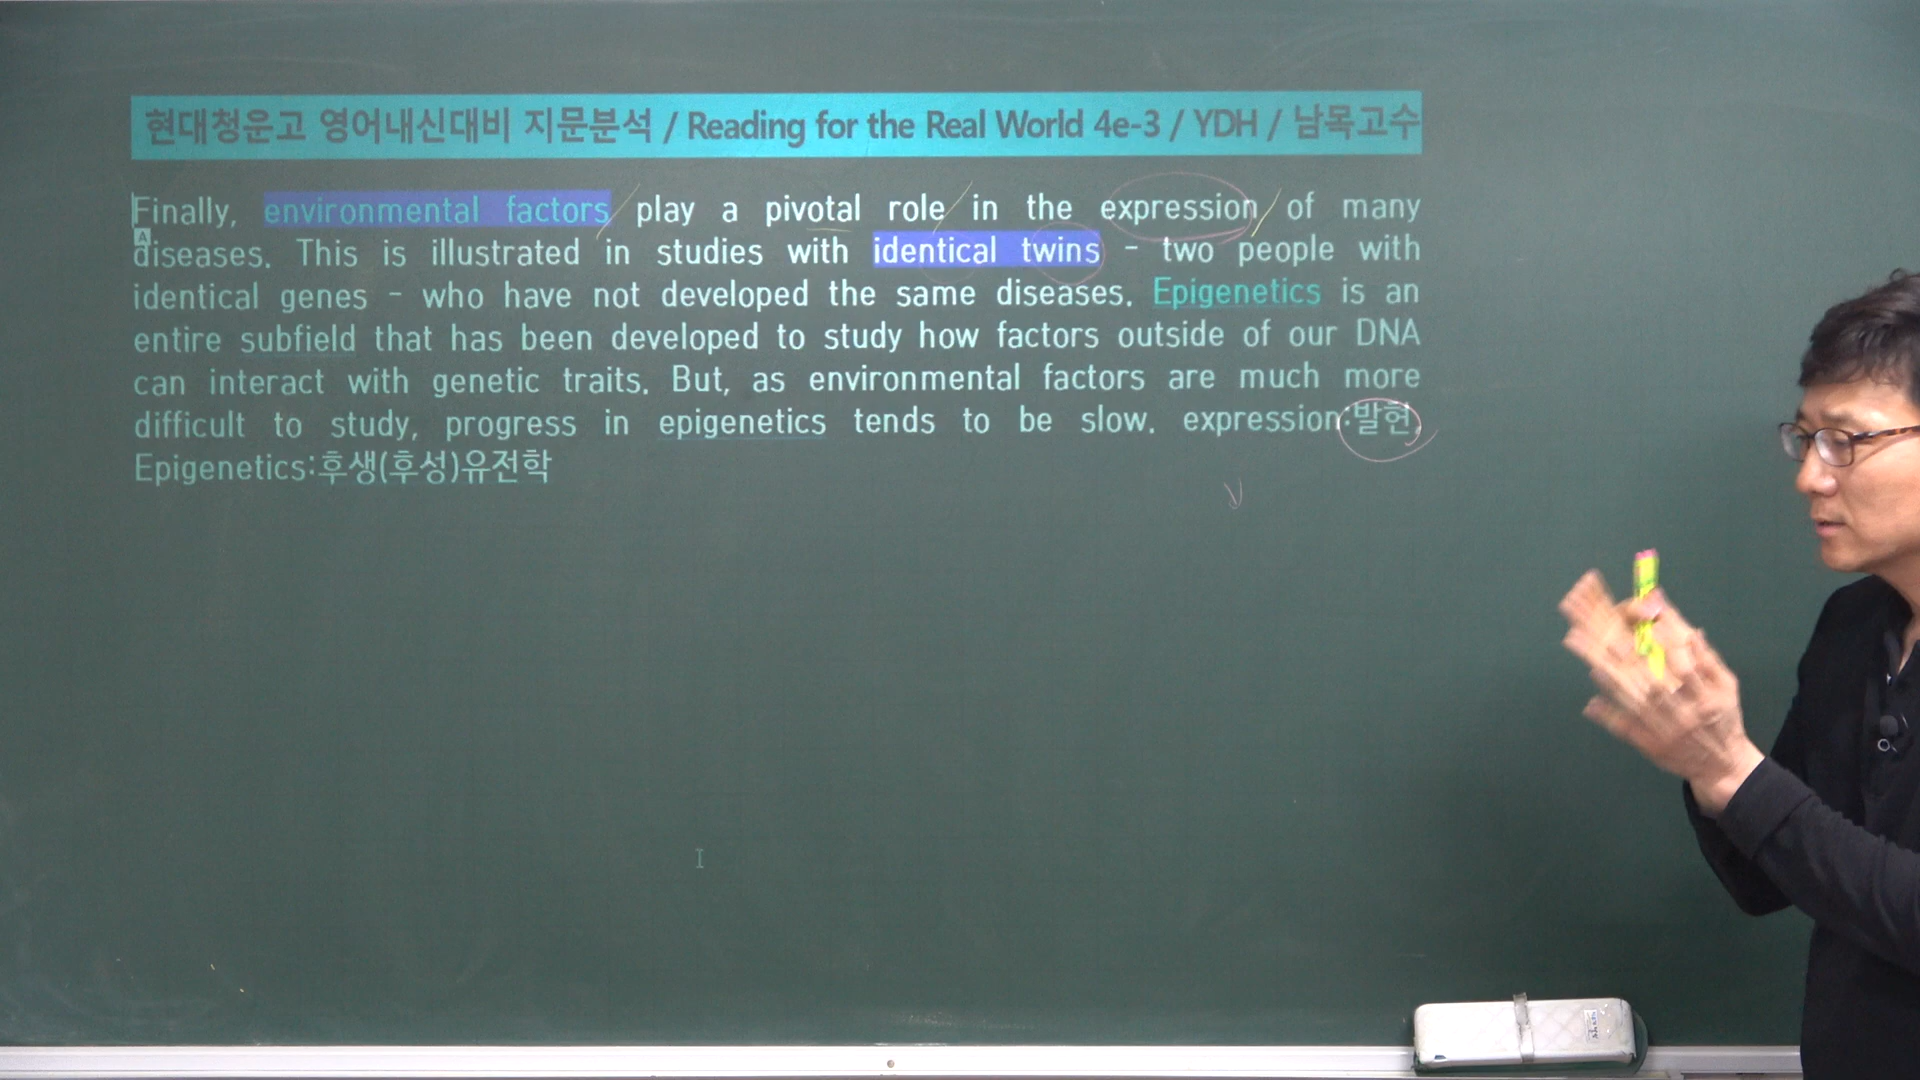 현대청운고 영어내신대비 지문분석 / Reading for the Real World 4e-3 / YDH / 남목고수
Finally, environmental factors play a pivotal role in the expression of many
diseases. This is illustrated in studies with identical twins - two people with
identical genes - who have not developed the same diseases. Epigenetics is an
entire subfield that has been developed to study how factors outside of our DNA
can interact with genetic traits. But, as environmental factors are much more
difficult to study, progress in epigenetics tends to be slow. expression:발현,
Epigenetics:후생(후성)유전학